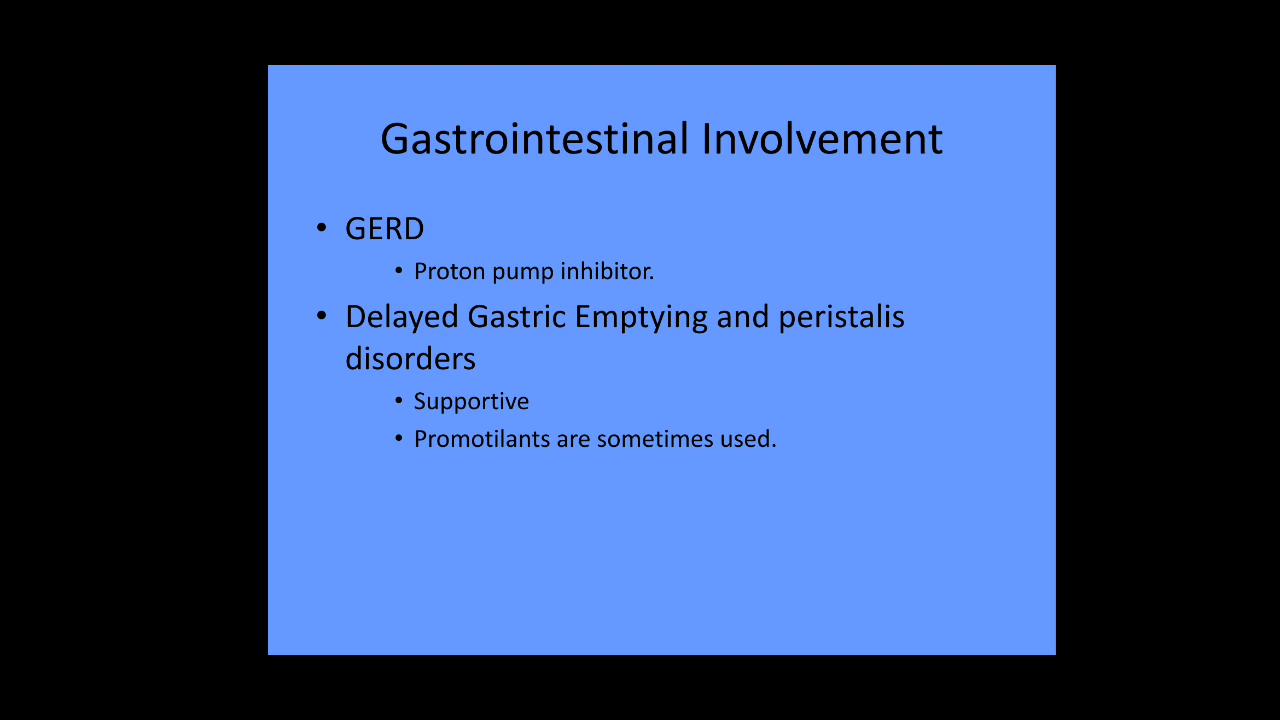 Gastrointestinal Involvement
• GERD
• Proton pump inhibitor.
• Delayed Gastric Emptying and peristalis
disorders
• Supportive
• Promotilants are sometimes used.